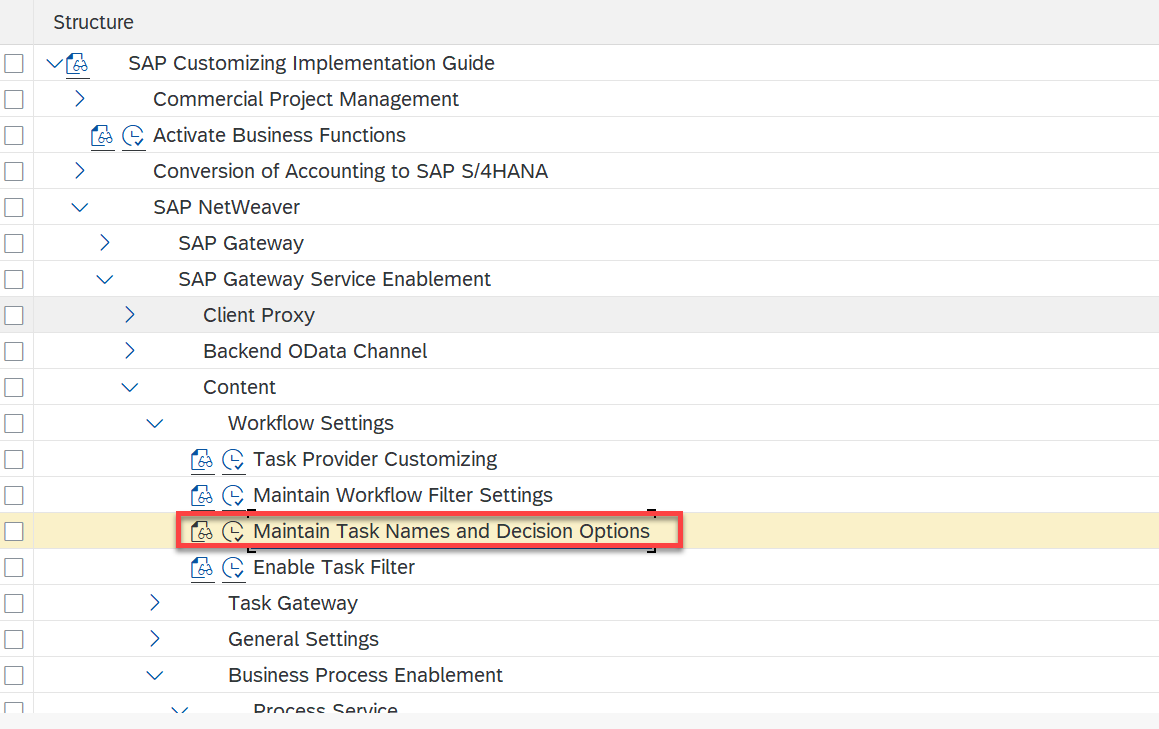 Structure
SAP Customizing Implementation Guide
Commercial Project Management
Activate Business Functions
Conversion of Accounting to SAP S/4HANA
SAP NetWeaver
SAP Gateway
SAP Gateway Service Enablement
Client Proxy
Backend OData Channel
Content
Workflow Settings
Task Provider Customizing
Maintain Workflow Filter Settings
Maintain Task Names and Decision Options
Enable Task Filter
Task Gateway
General Settings
Business Process Enablement
Process Service